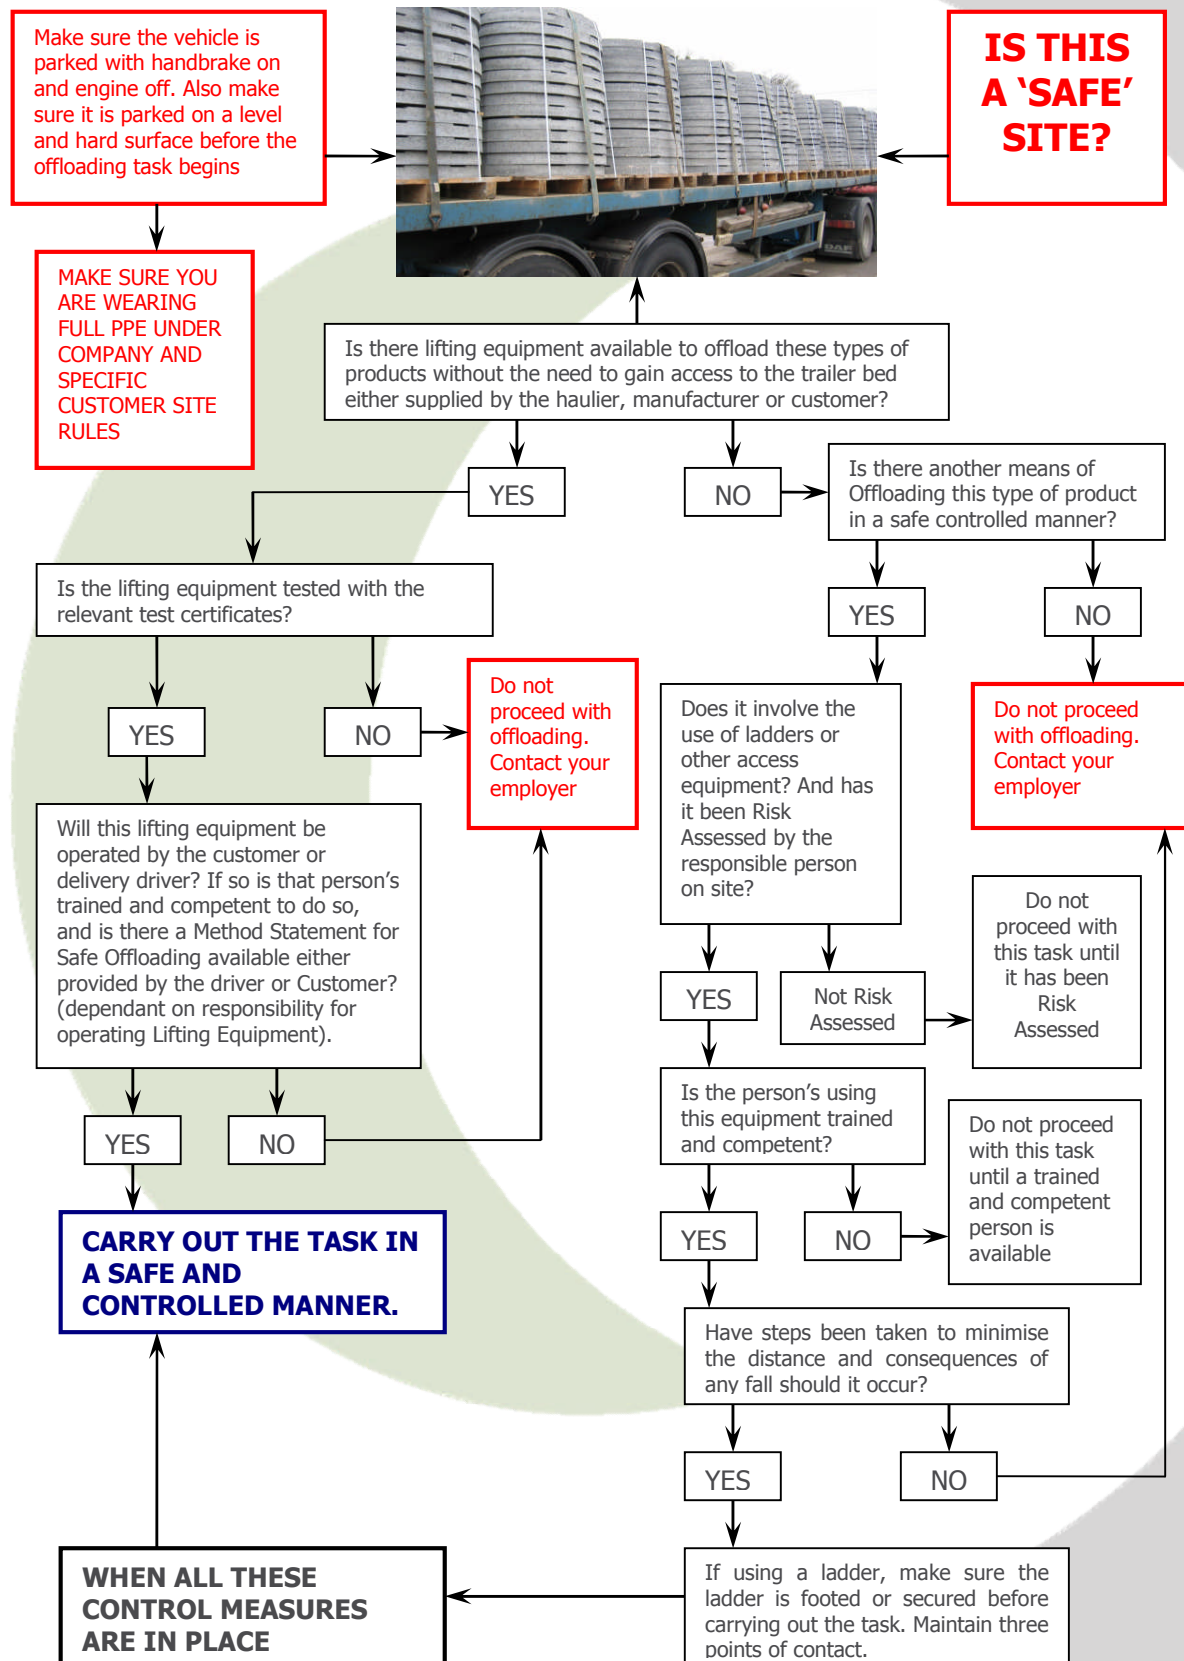 Make sure the vehicle is
parked with handbrake on
and engine off. Also make
sure it is parked on a level
and hard surface before the
offloading task begins
IS THIS
A ‘SAFE’
SITE?
DAF
MAKE SURE YOU
ARE WEARING
FULL PPE UNDER
COMPANY AND
SPECIFIC
CUSTOMER SITE
RULES
Is there lifting equipment available to offload these types of
products without the need to gain access to the trailer bed
either supplied by the haulier, manufacturer or customer?
YES
NO
Is there another means of
Offloading this type of product
in a safe controlled manner?
Is the lifting equipment tested with the
relevant test certificates?
YES
NO
YES
NO
Do not
proceed with
offloading.
Contact your
employer
Does it involve the
use of ladders or
other access
equipment? And has
it been Risk
Assessed by the
responsible person
on site?
Do not proceed
with offloading.
Contact your
employer
Will this lifting equipment be
operated by the customer or
delivery driver? If so is that person’s
trained and competent to do so,
and is there a Method Statement for
Safe Offloading available either
provided by the driver or Customer?
(dependant on responsibility for
operating Lifting Equipment).
YES
Not Risk
Assessed
Do not
proceed with
this task until
it has been
Risk
Assessed
YES
NO
Is the person’s using
this equipment trained
and competent?
Do not proceed
with this task
until a trained
and competent
person is
available
YES
NO
CARRY OUT THE TASK IN
A SAFE AND
CONTROLLED MANNER.
Have steps been taken to minimise
the distance and consequences of
any fall should it occur?
YES
NO
WHEN ALL THESE
CONTROL MEASURES
ARE IN PLACE
If using a ladder, make sure the
ladder is footed or secured before
carrying out the task. Maintain three
points of contact.